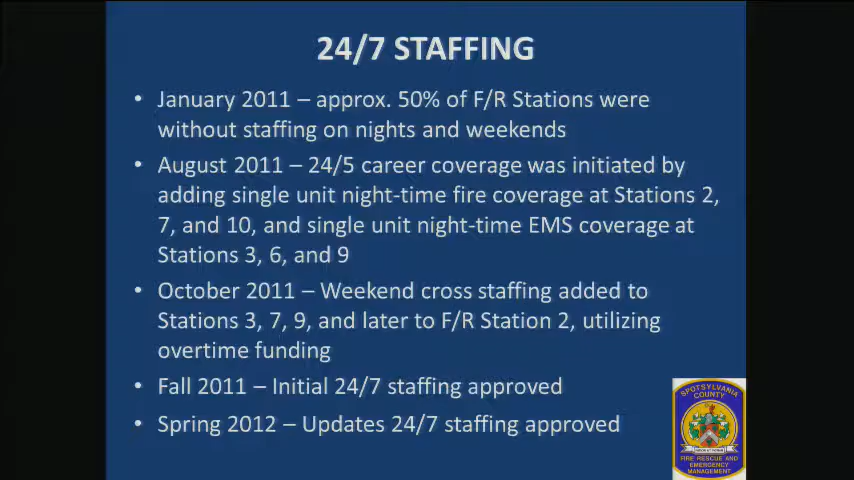 24/7 STAFFING
• January 2011 – approx. 50% of F/R Stations were
without staffing on nights and weekends
• August 2011 – 24/5 career coverage was initiated by
adding single unit night-time fire coverage at Stations 2,
7, and 10, and single unit night-time EMS coverage at
Stations 3, 6, and 9
• October 2011 – Weekend cross staffing added to
Stations 3, 7, 9, and later to F/R Station 2, utilizing
overtime funding
• Fall 2011 – Initial 24/7 staffing approved
• Spring 2012 – Updates 24/7 staffing approved
SPOTSYLVANIA
COUNTY
FIRE RESCUE AND
EMERGENCY
MANAGEMENT